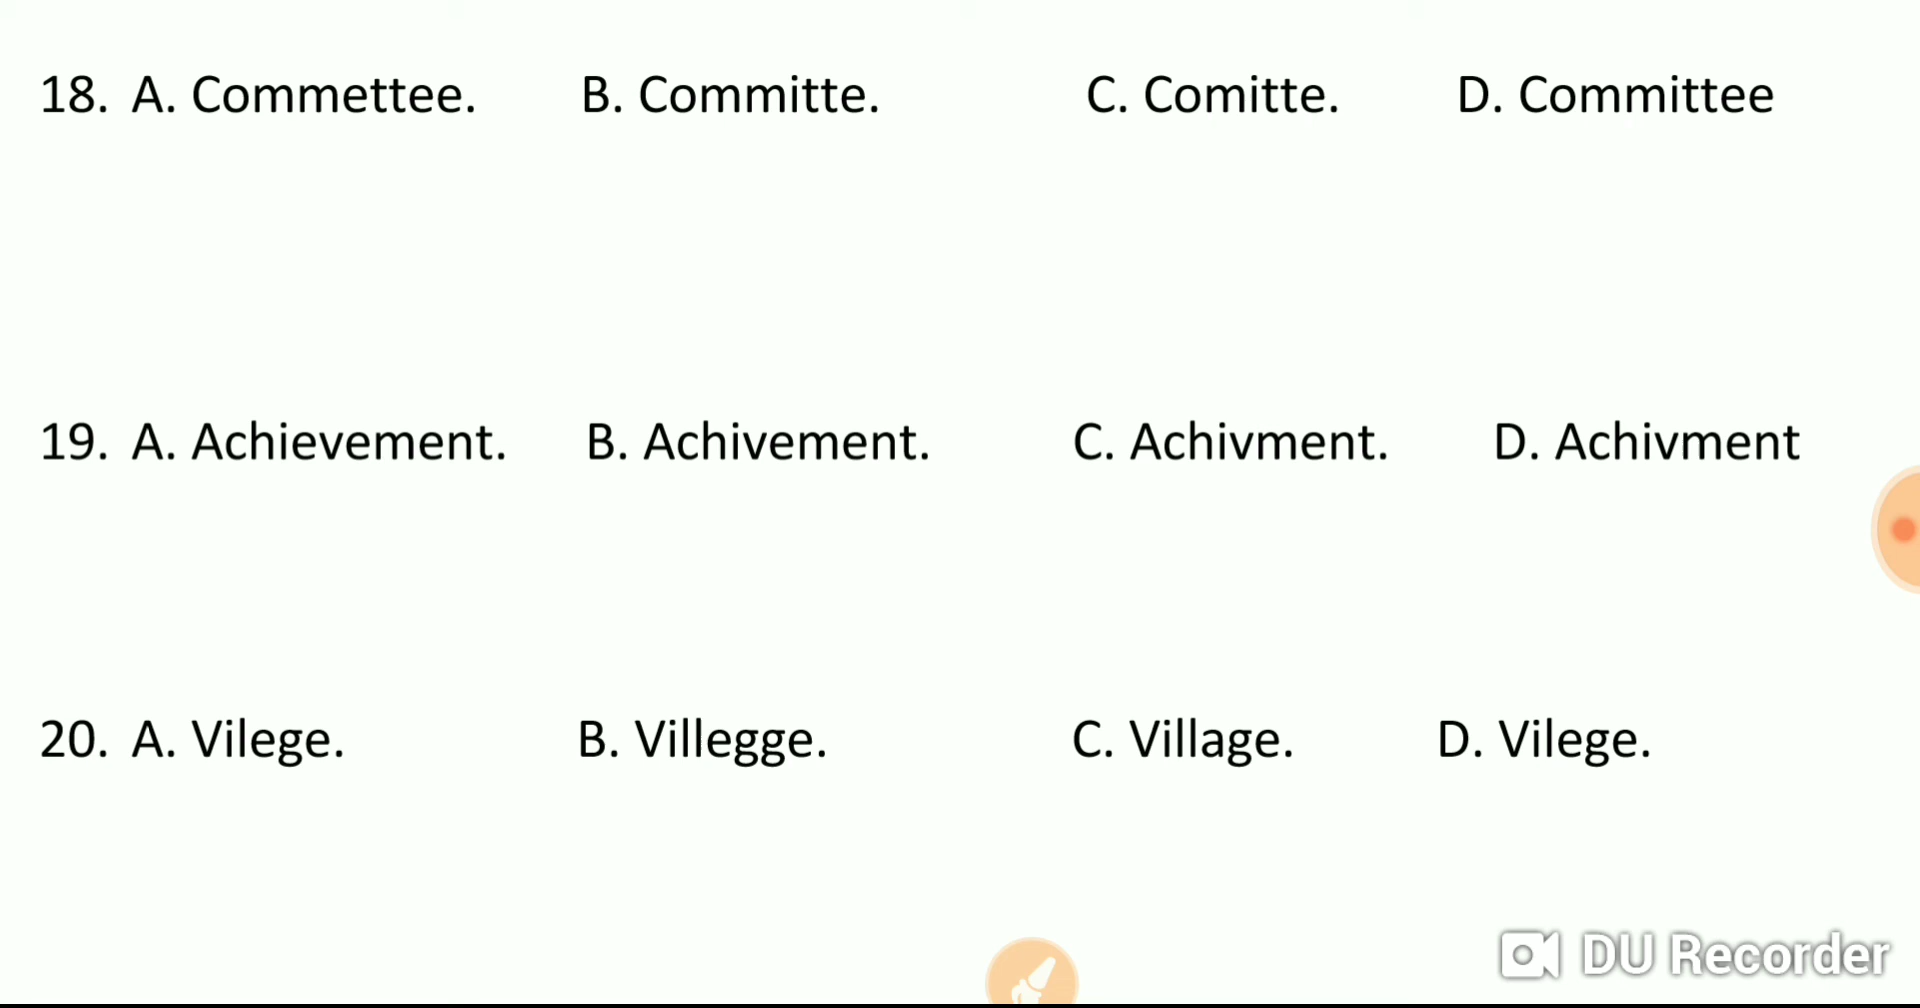 18. A. Commettee. B. Committe. C. Comitte. D. Committee
19. A. Achievement. B. Achivement. C. Achivment. D. Achivment
20. A. Vilege. B. Villegge. C. Village. D. Vilege.
DU Recorder